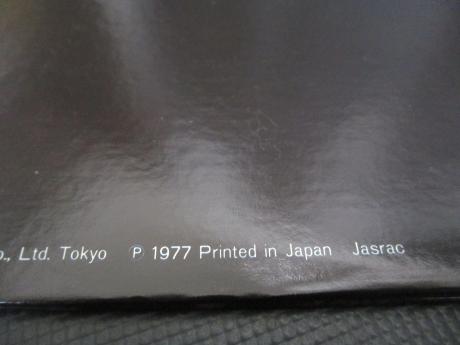 ., Ltd. Tokyo ℗ 1977 Printed in Japan Jasrac